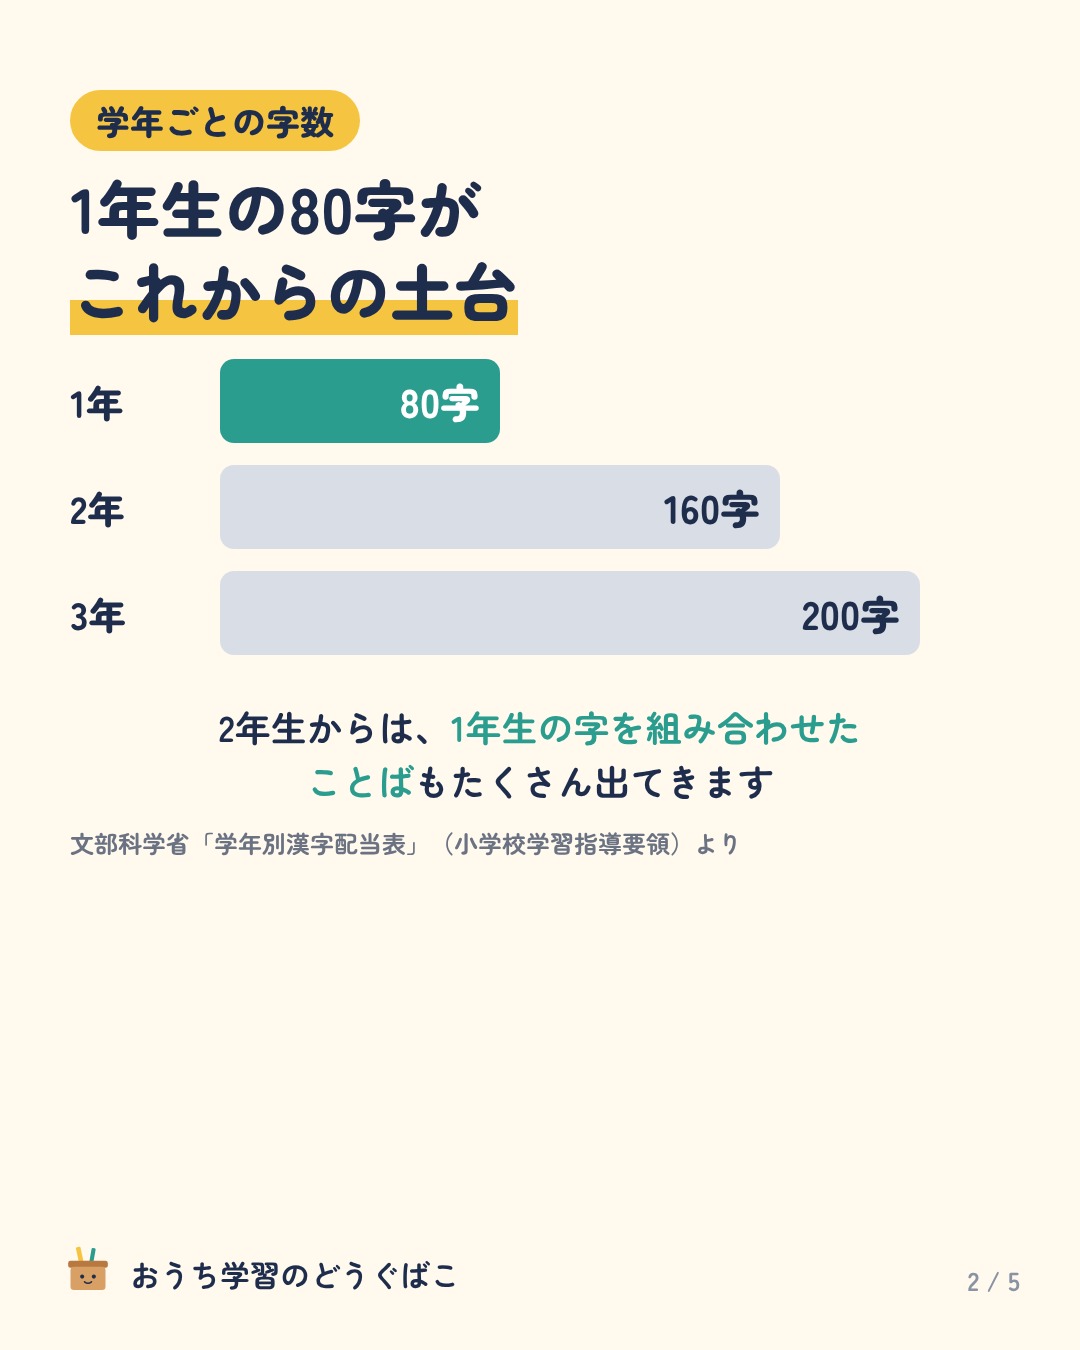 学年ごとの字数
1年生の80字が
これからの土台
1年 80字
2年 160字
3年 200字
2年生からは、1年生の字を組み合わせた
ことばもたくさん出てきます
文部科学省「学年別漢字配当表」（小学校学習指導要領）より
おうち学習のどうぐばこ
2 / 5